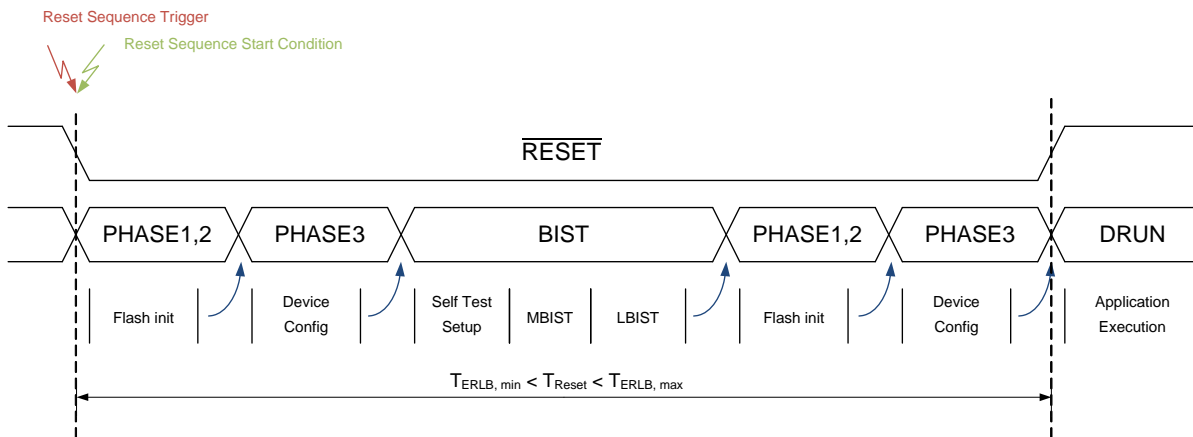 Reset Sequence Trigger
Reset Sequence Start Condition
RESET
PHASE1,2
PHASE3
BIST
PHASE1,2
PHASE3
DRUN
Flash init
Device
Config
Self Test
Setup
MBIST
LBIST
Flash init
Device
Config
Application
Execution
TERLB, min < TReset < TERLB, max